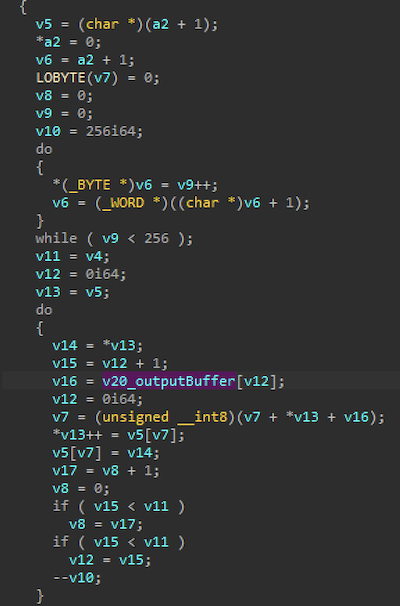 {
v5 = (char *)(a2 + 1);
*a2 = 0;
v6 = a2 + 1;
LOBYTE(v7) = 0;
v8 = 0;
v9 = 0;
v10 = 256i64;
do
{
*(_BYTE *)v6 = v9++;
v6 = (_WORD *)((char *)v6 + 1);
}
while ( v9 < 256 );
v11 = v4;
v12 = 0i64;
v13 = v5;
do
{
v14 = *v13;
v15 = v12 + 1;
v16 = v20_outputBuffer[v12];
v12 = 0i64;
v7 = (unsigned __int8)(v7 + *v13 + v16);
*v13++ = v5[v7];
v5[v7] = v14;
v17 = v8 + 1;
v8 = 0;
if ( v15 < v11 )
v8 = v17;
if ( v15 < v11 )
v12 = v15;
--v10;
}